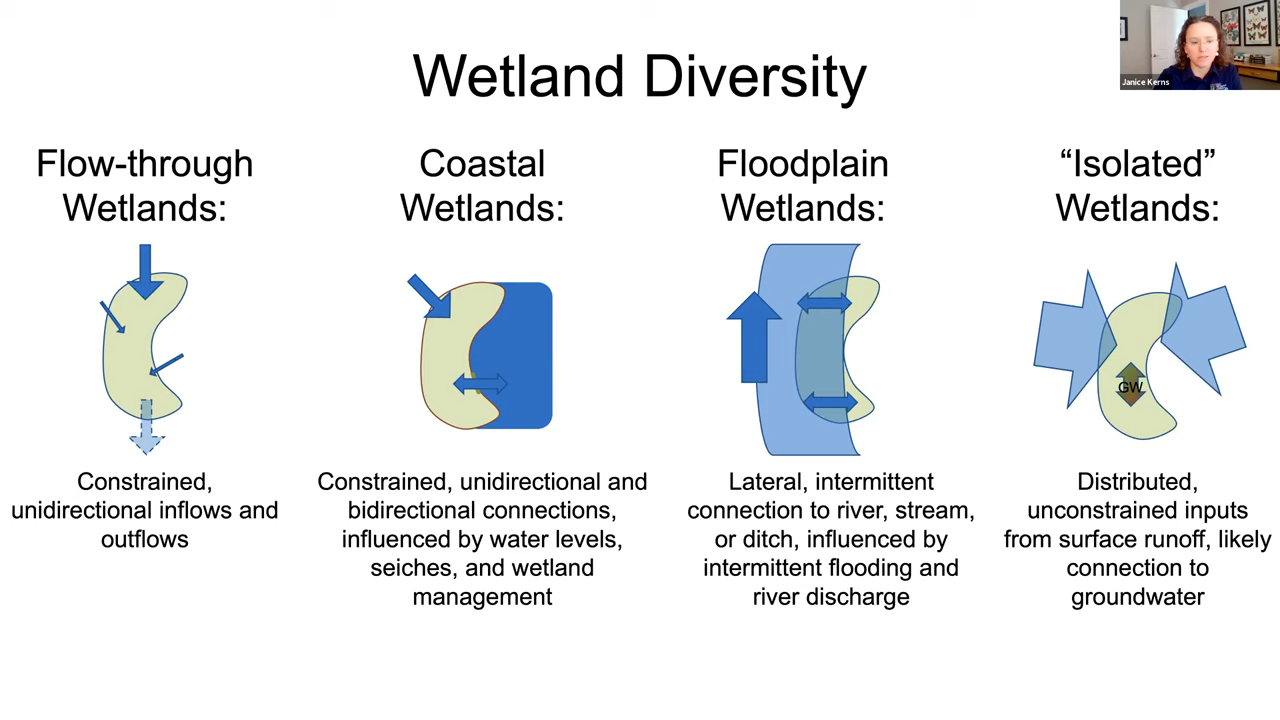 Janice Kerns
Wetland Diversity
Flow-through
Wetlands:
Constrained,
unidirectional inflows and
outflows
Coastal
Wetlands:
Constrained, unidirectional and
bidirectional connections,
influenced by water levels,
seiches, and wetland
management
Floodplain
Wetlands:
Lateral, intermittent
connection to river, stream,
or ditch, influenced by
intermittent flooding and
river discharge
“Isolated”
Wetlands:
GW
Distributed,
unconstrained inputs
from surface runoff, likely
connection to
groundwater